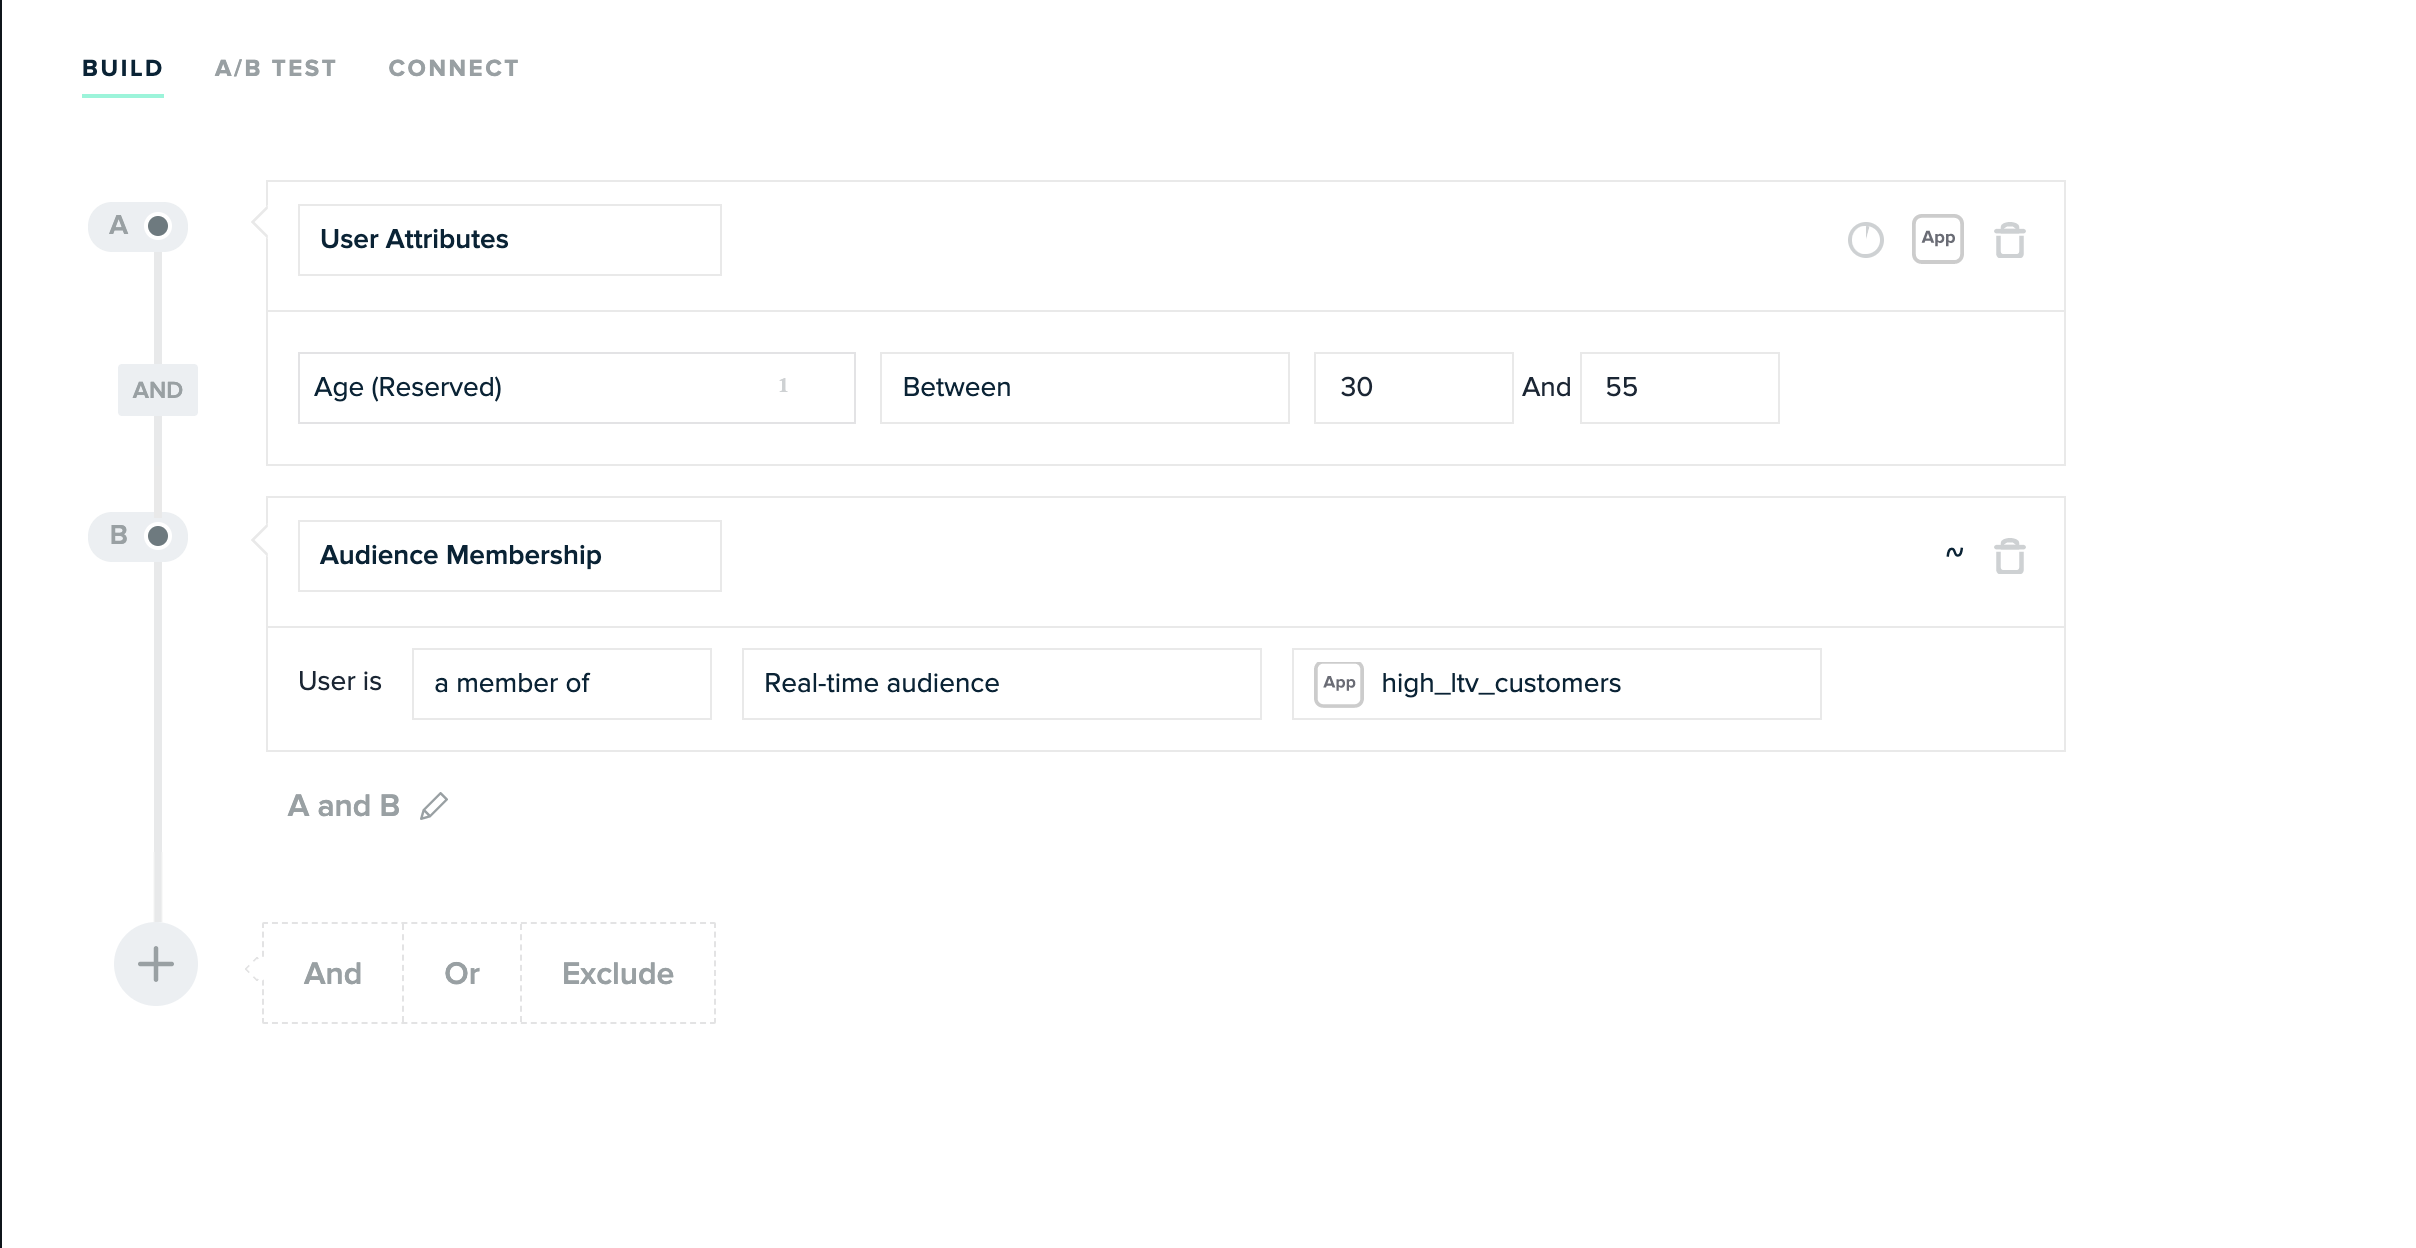 BUILD A/B TEST CONNECT
A
User Attributes
App
AND
Age (Reserved) 1 Between 30 And 55
B
Audience Membership
~
User is a member of Real-time audience App high_ltv_customers
A and B
And Or Exclude